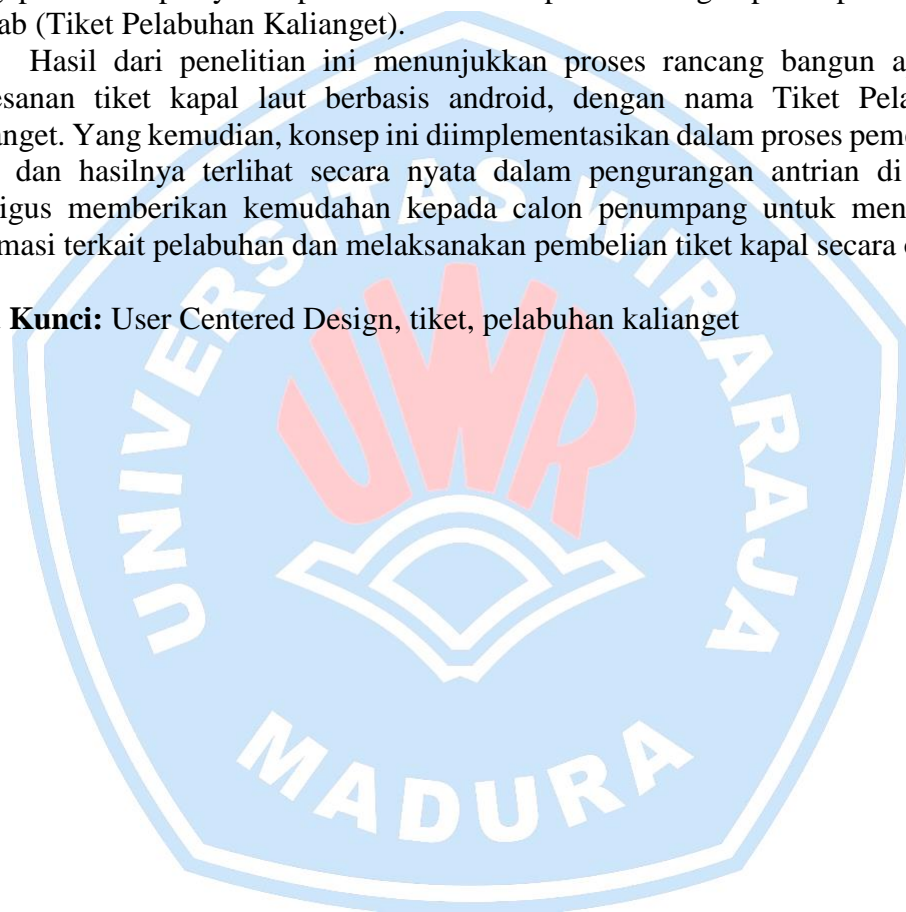 ab (Tiket Pelabuhan Kalianget).
Hasil dari penelitian ini menunjukkan proses rancang bangun a
esanan tiket kapal laut berbasis android, dengan nama Tiket Pela
anget. Yang kemudian, konsep ini diimplementasikan dalam proses peme
dan hasilnya terlihat secara nyata dalam pengurangan antrian di
igus memberikan kemudahan kepada calon penumpang untuk men
masi terkait pelabuhan dan melaksanakan pembelian tiket kapal secara
Kunci: User Centered Design, tiket, pelabuhan kalianget
UNIVERSITAS WIRARAJA
UWR
MADURA